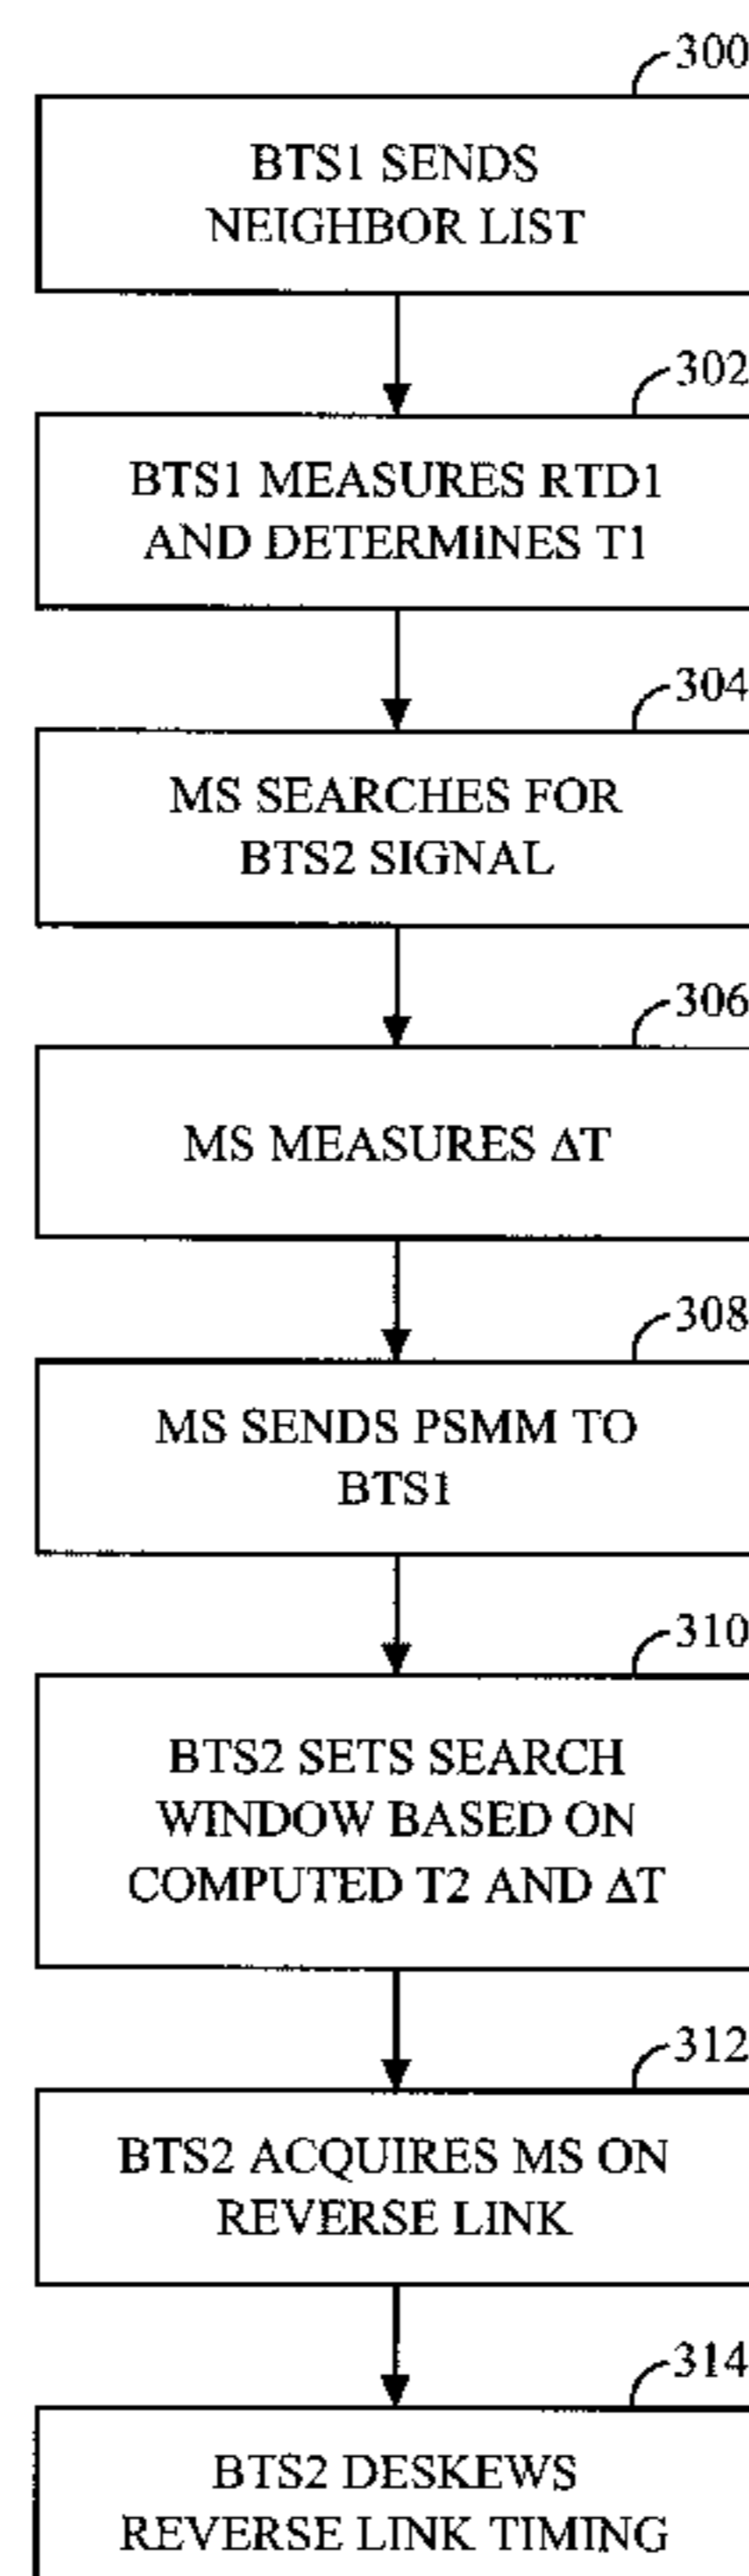 300
BTS1 SENDS
NEIGHBOR LIST
302
BTS1 MEASURES RTD1
AND DETERMINES T1
304
MS SEARCHES FOR
BTS2 SIGNAL
306
MS MEASURES ΔT
308
MS SENDS PSMM TO
BTS1
310
BTS2 SETS SEARCH
WINDOW BASED ON
COMPUTED T2 AND ΔT
312
BTS2 ACQUIRES MS ON
REVERSE LINK
314
BTS2 DESKEWS
REVERSE LINK TIMING